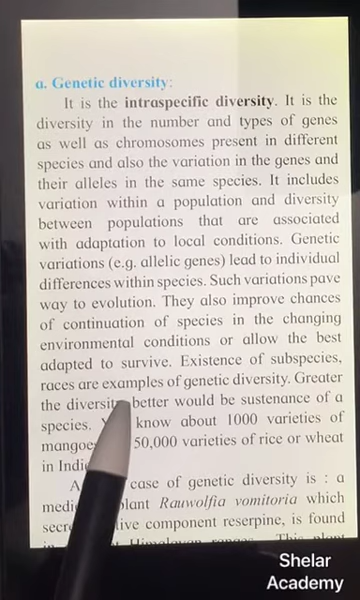 a. Genetic diversity:
It is the intraspecific diversity. It is the
diversity in the number and types of genes
as well as chromosomes present in different
species and also the variation in the genes and
their alleles in the same species. It includes
variation within a population and diversity
between populations that are associated
with adaptation to local conditions. Genetic
variations (e.g. allelic genes) lead to individual
differences within species. Such variations pave
way to evolution. They also improve chances
of continuation of species in the changing
environmental conditions or allow the best
adapted to survive. Existence of subspecies,
races are examples of genetic diversity. Greater
the diversity better would be sustenance of a
species. know about 1000 varieties of
50,000 varieties of rice or wheat
in
A case of genetic diversity is : a
Rauwolfia vomitoria which
component reserpine, is found
Himalayan ranges. This plant
Shelar
Academy